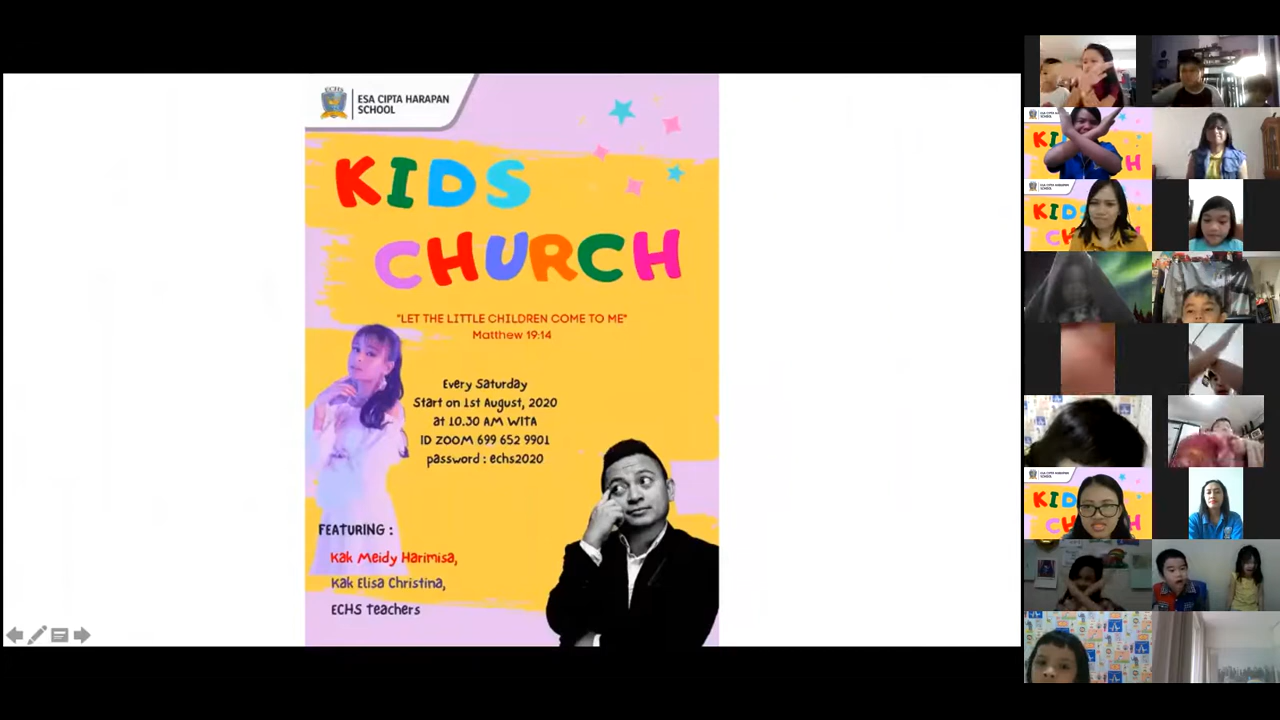 ECHS
ESA CIPTA HARAPAN
SCHOOL
KIDS
CHURCH
"LET THE LITTLE CHILDREN COME TO ME"
Matthew 19:14
Every Saturday
Start on 1st August, 2020
at 10.30 AM WITA
ID ZOOM 699 652 9901
password : echs2020
FEATURING :
Kak Meidy Harimisa,
Kak Elisa Christina,
ECHS Teachers